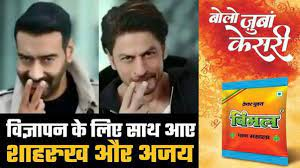 बोलो ज़ुबां
केसरी
विमल
विज्ञापन के लिए साथ आए
शाहरुख और अजय